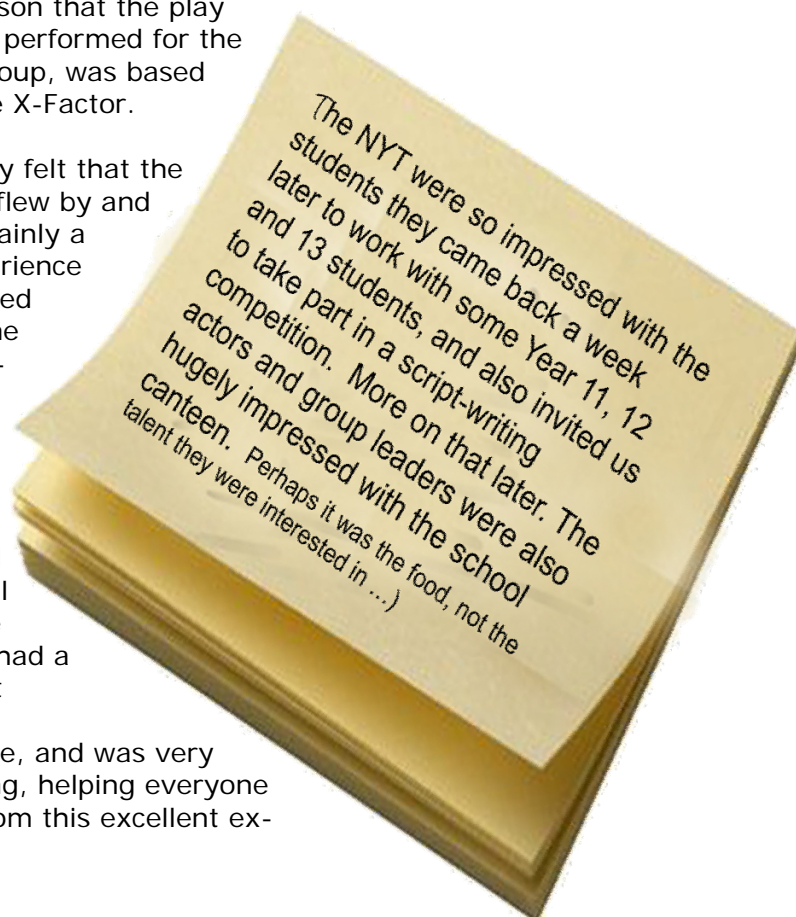 son that the play
performed for the
oup, was based
X-Factor.
y felt that the
flew by and
ainly a
rience
ed
had a
e, and was very
g, helping everyone
om this excellent ex-
The NYT were so impressed with the
students they came back a week
later to work with some Year 11, 12
and 13 students, and also invited us
to take part in a script-writing
competition. More on that later. The
actors and group leaders were also
hugely impressed with the school
canteen. Perhaps it was the food, not the
talent they were interested in ...)